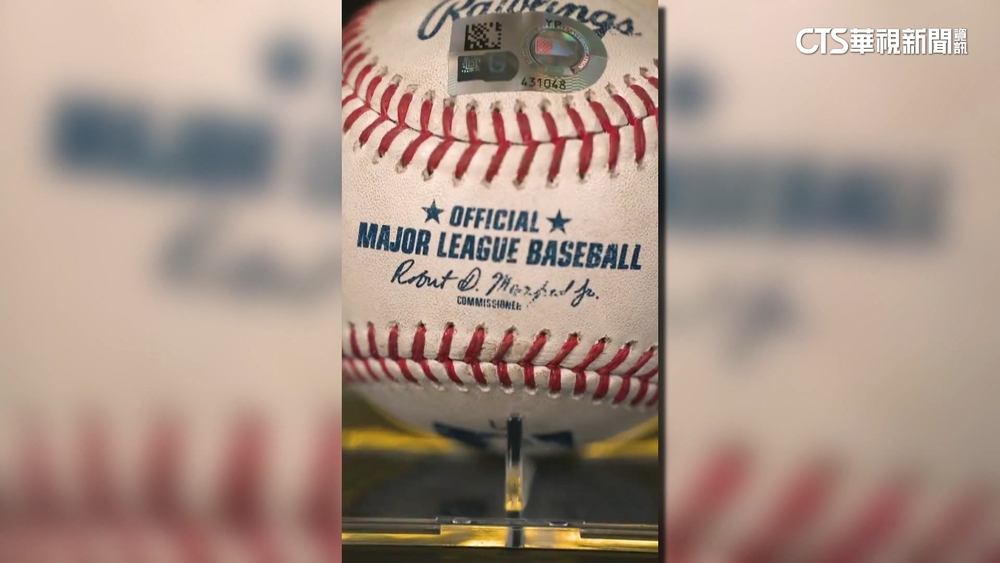 Rawlings
YP
431048
CTS華視新聞資訊
★ OFFICIAL ★
MAJOR LEAGUE BASEBALL
Robert D. Manfred Jr.
COMMISSIONER